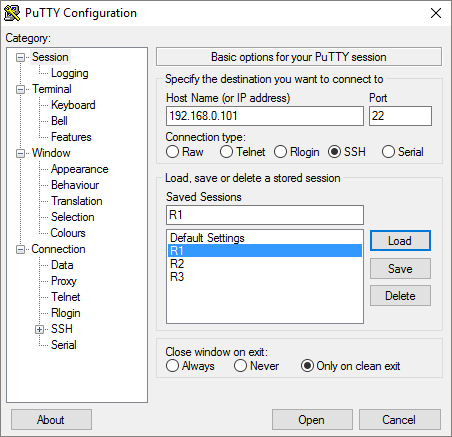 PuTTY Configuration
Category:
Session
Logging
Terminal
Keyboard
Bell
Features
Window
Appearance
Behaviour
Translation
Selection
Colours
Connection
Data
Proxy
Telnet
Rlogin
SSH
Serial
Basic options for your PuTTY session
Specify the destination you want to connect to
Host Name (or IP address) Port
192.168.0.101 22
Connection type:
Raw Telnet Rlogin SSH Serial
Load, save or delete a stored session
Saved Sessions
R1
Default Settings
R1
R2
R3
Load
Save
Delete
Close window on exit:
Always Never Only on clean exit
About Open Cancel